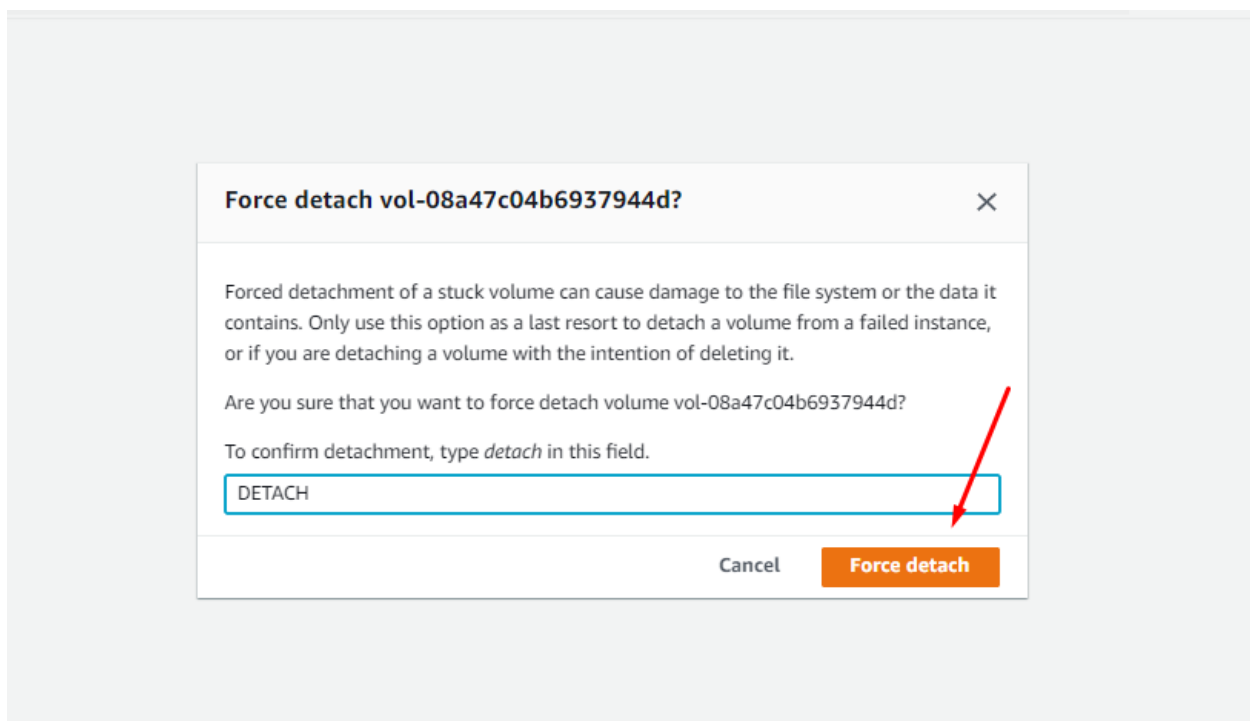 Force detach vol-08a47c04b6937944d?
Forced detachment of a stuck volume can cause damage to the file system or the data it
contains. Only use this option as a last resort to detach a volume from a failed instance,
or if you are detaching a volume with the intention of deleting it.
Are you sure that you want to force detach volume vol-08a47c04b6937944d?
To confirm detachment, type detach in this field.
DETACH
Cancel Force detach